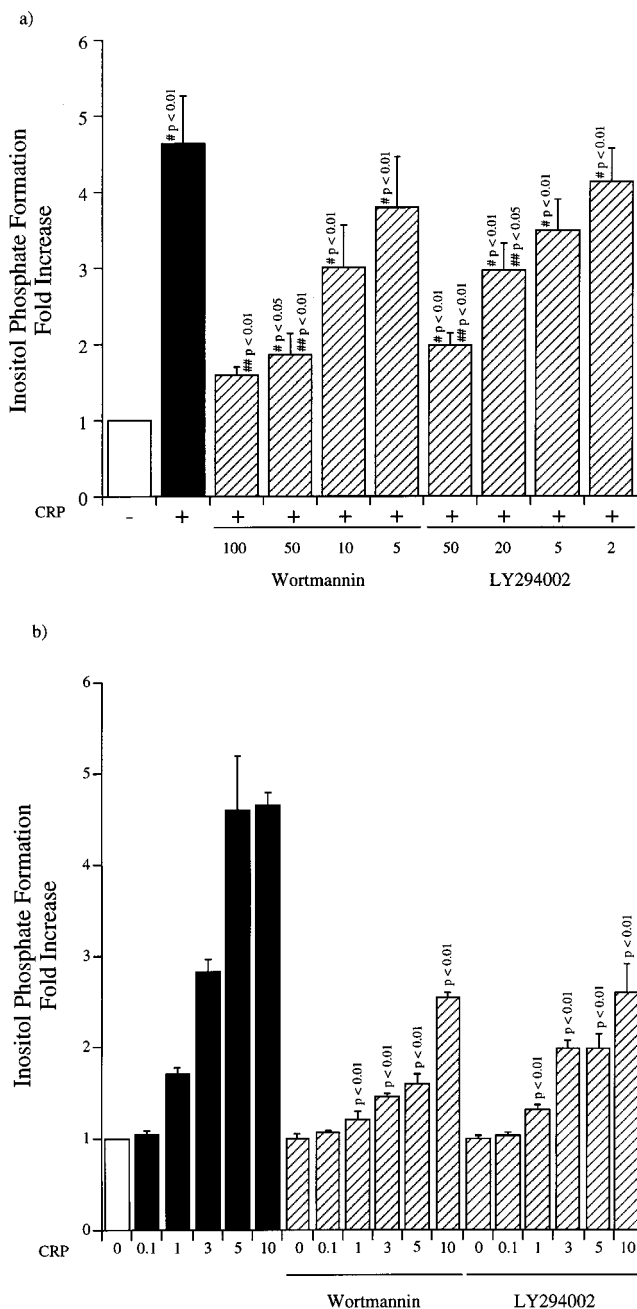 a)
Inositol Phosphate Formation
Fold Increase
6
5
4
3
2
1
0
# p < 0.01
## p < 0.01
# p < 0.05
## p < 0.01
# p < 0.01
# p < 0.01
# p < 0.01
## p < 0.01
# p < 0.01
## p < 0.05
# p < 0.01
# p < 0.01
CRP - + + + + + + + + +
100 50 10 5 50 20 5 2
Wortmannin LY294002
b)
Inositol Phosphate Formation
Fold Increase
6
5
4
3
2
1
0
p < 0.01
p < 0.01
p < 0.01
p < 0.01
p < 0.01
p < 0.01
p < 0.01
p < 0.01
CRP 0 0.1 1 3 5 10 0 0.1 1 3 5 10 0 0.1 1 3 5 10
Wortmannin LY294002